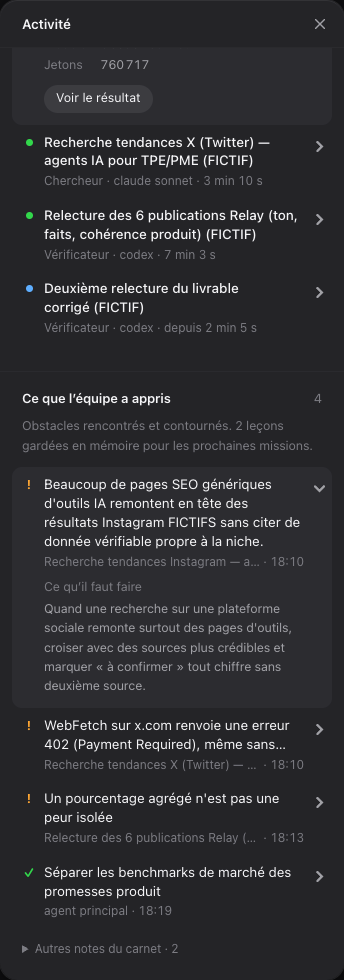 Activité
Jetons 760 717
Voir le résultat
Recherche tendances X (Twitter) —
agents IA pour TPE/PME (FICTIF)
Chercheur · claude sonnet · 3 min 10 s
Relecture des 6 publications Relay (ton,
faits, cohérence produit) (FICTIF)
Vérificateur · codex · 7 min 3 s
Deuxième relecture du livrable
corrigé (FICTIF)
Vérificateur · codex · depuis 2 min 5 s
Ce que l’équipe a appris 4
Obstacles rencontrés et contournés. 2 leçons
gardées en mémoire pour les prochaines missions.
! Beaucoup de pages SEO génériques
d'outils IA remontent en tête des
résultats Instagram FICTIFS sans citer de
donnée vérifiable propre à la niche.
Recherche tendances Instagram — a... · 18:10
Ce qu’il faut faire
Quand une recherche sur une plateforme
sociale remonte surtout des pages d'outils,
croiser avec des sources plus crédibles et
marquer « à confirmer » tout chiffre sans
deuxième source.
! WebFetch sur x.com renvoie une erreur
402 (Payment Required), même sans...
Recherche tendances X (Twitter) — ... · 18:10
! Un pourcentage agrégé n'est pas une
peur isolée
Relecture des 6 publications Relay (... · 18:13
Séparer les benchmarks de marché des
promesses produit
agent principal · 18:19
Autres notes du carnet · 2